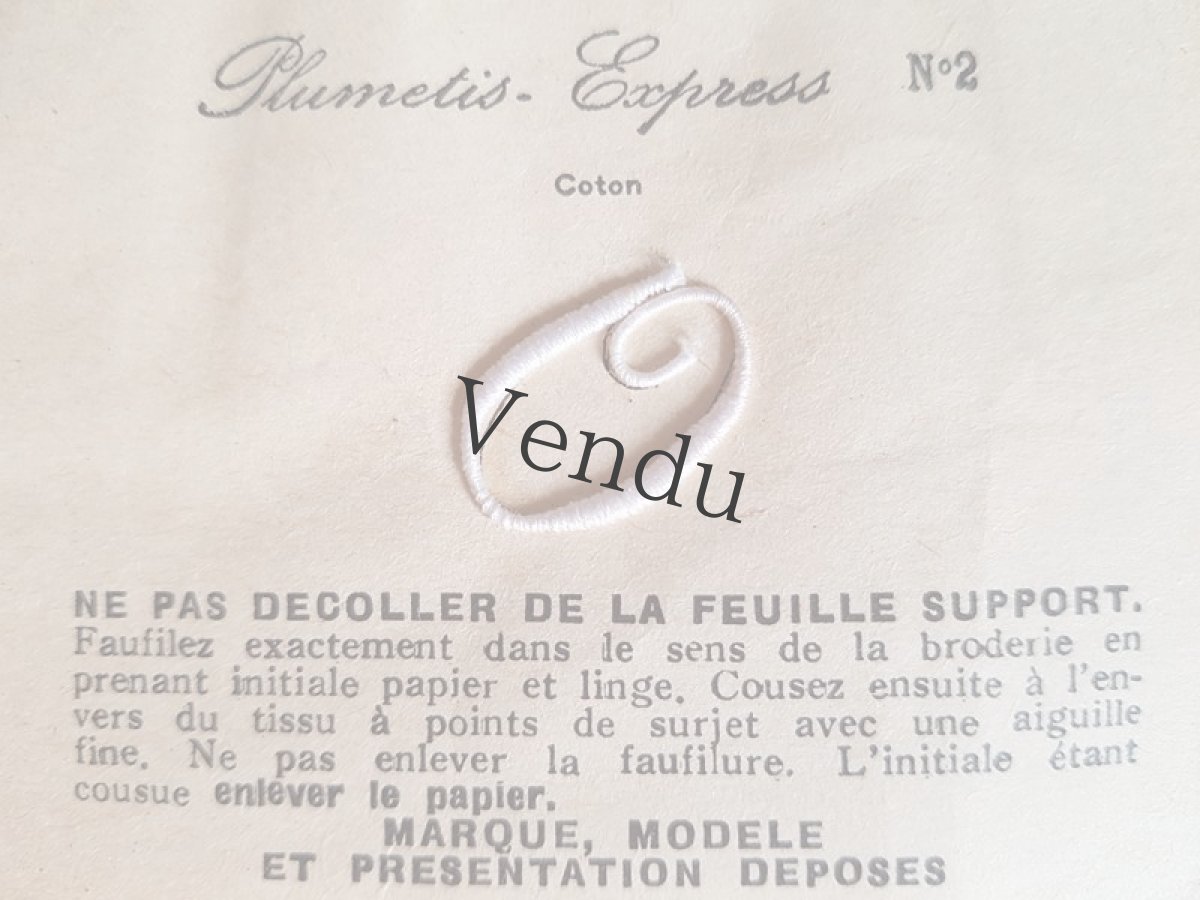 Plumetis-Express N°2
Coton
Vendu
NE PAS DECOLLER DE LA FEUILLE SUPPORT.
Faufilez exactement dans le sens de la broderie en
prenant initiale papier et linge. Cousez ensuite à l'en-
vers du tissu à points de surjet avec une aiguille
fine. Ne pas enlever la faufilure. L'initiale étant
cousue enlever le papier.
MARQUE, MODELE
ET PRESENTATION DEPOSES